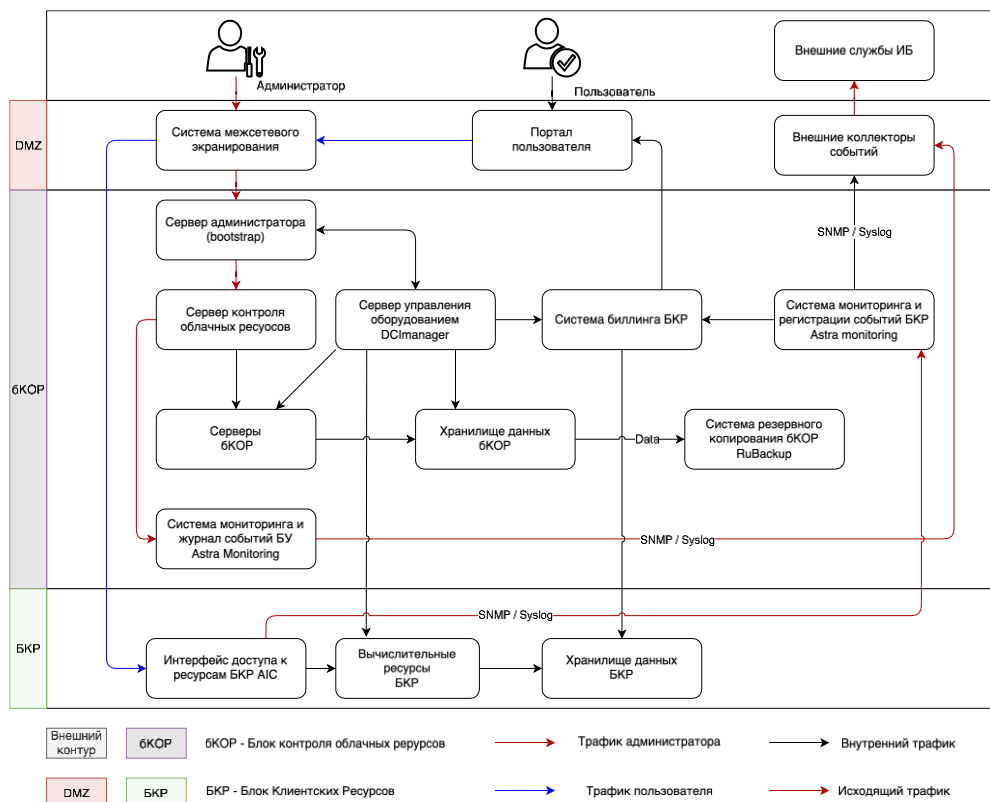 Администратор
Пользователь
Внешние службы ИБ
DMZ
Система межсетевого
экранирования
Портал
пользователя
Внешние коллекторы
событий
бКОР
Сервер администратора
(bootstrap)
SNMP / Syslog
Сервер контроля
облачных ресуосов
Сервер управления
оборудованием
DCImanager
Система биллинга БКР
Система мониторинга и
регистрации событий БКР
Astra monitoring
Серверы
бКОР
Хранилище данных
бКОР
Data
Система резервного
копирования бКОР
RuBackup
Система мониторинга и
журнал событий БУ
Astra Monitoring
SNMP / Syslog
БКР
SNMP / Syslog
Интерфейс доступа к
ресурсам БКР AIC
Вычислительные
ресурсы
БКР
Хранилище данных
БКР
Внешний
контур
бКОР
бКОР - Блок контроля облачных рерурсов
Трафик администратора
Внутренний трафик
DMZ
БКР
БКР - Блок Клиентских Ресурсов
Трафик пользователя
Исходящий трафик